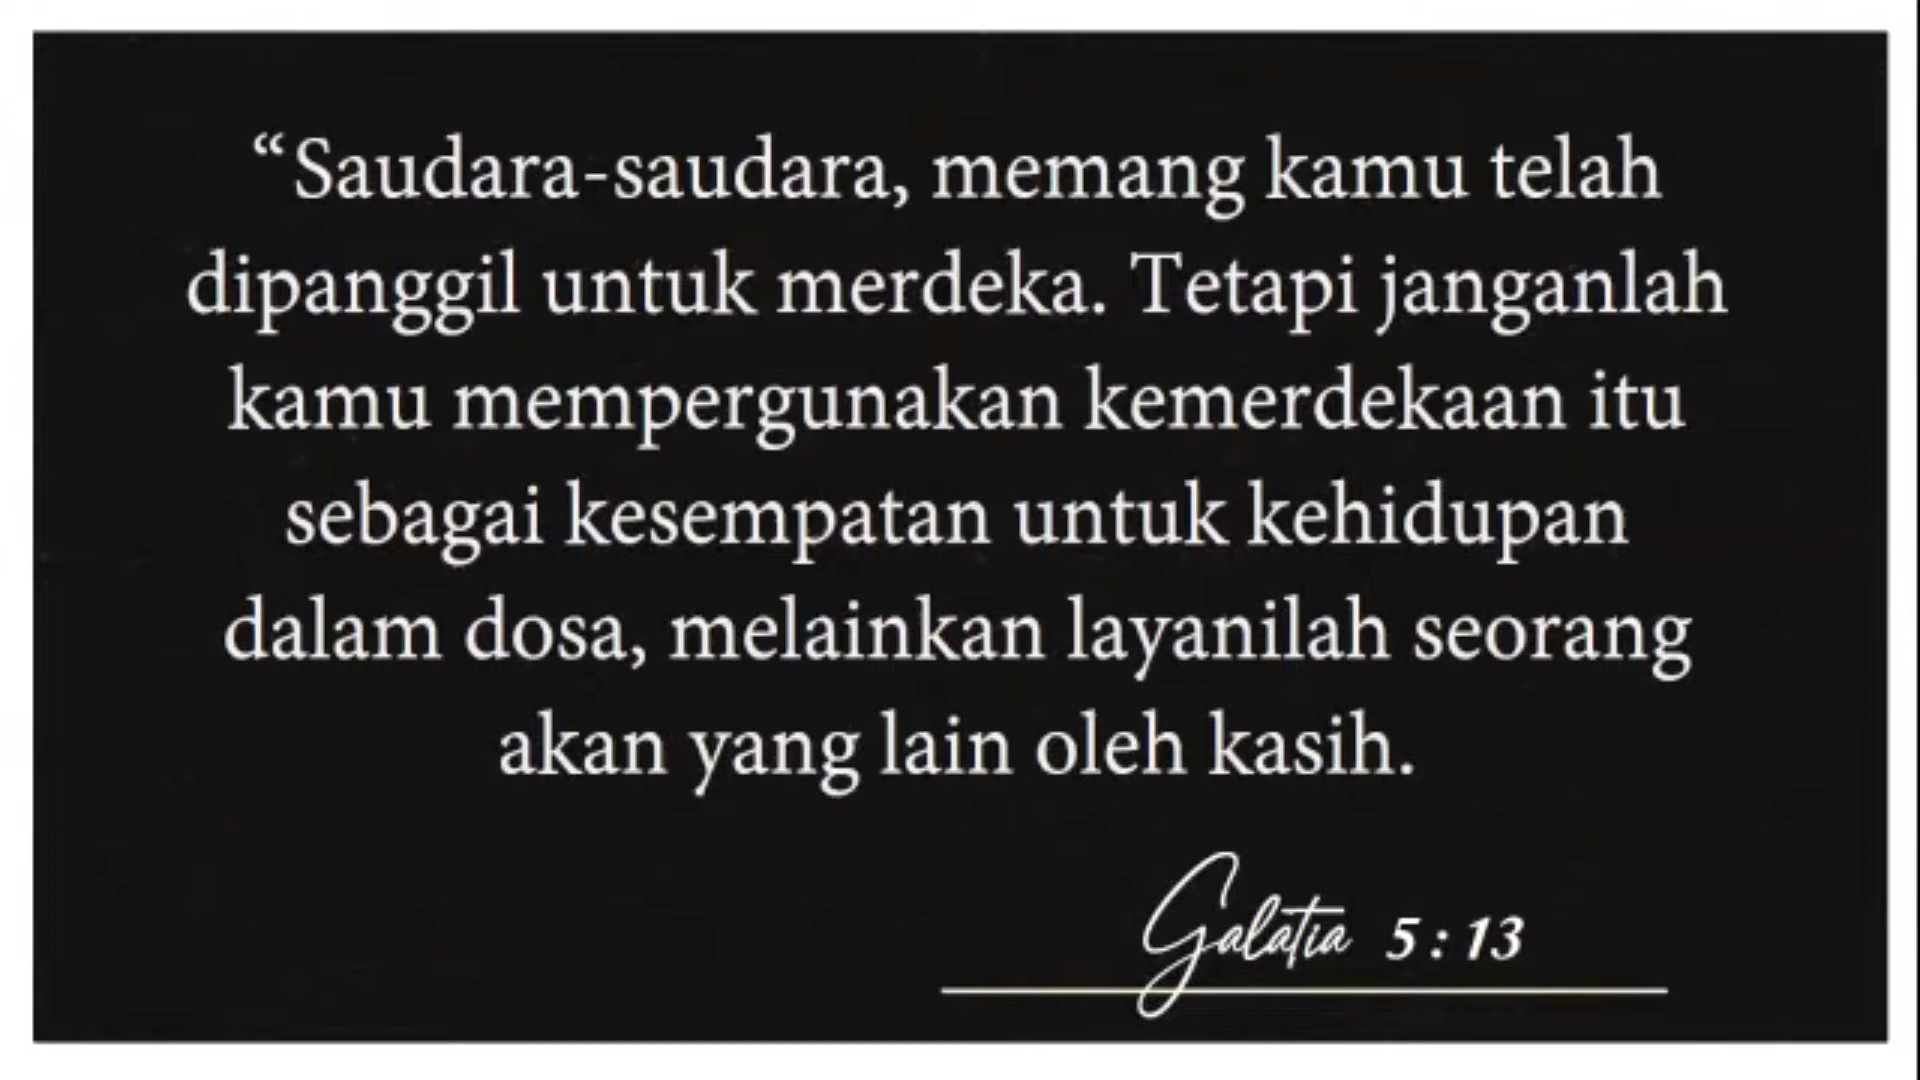 “Saudara-saudara, memang kamu telah
dipanggil untuk merdeka. Tetapi janganlah
kamu mempergunakan kemerdekaan itu
sebagai kesempatan untuk kehidupan
dalam dosa, melainkan layanilah seorang
akan yang lain oleh kasih.
Galatia 5 : 13